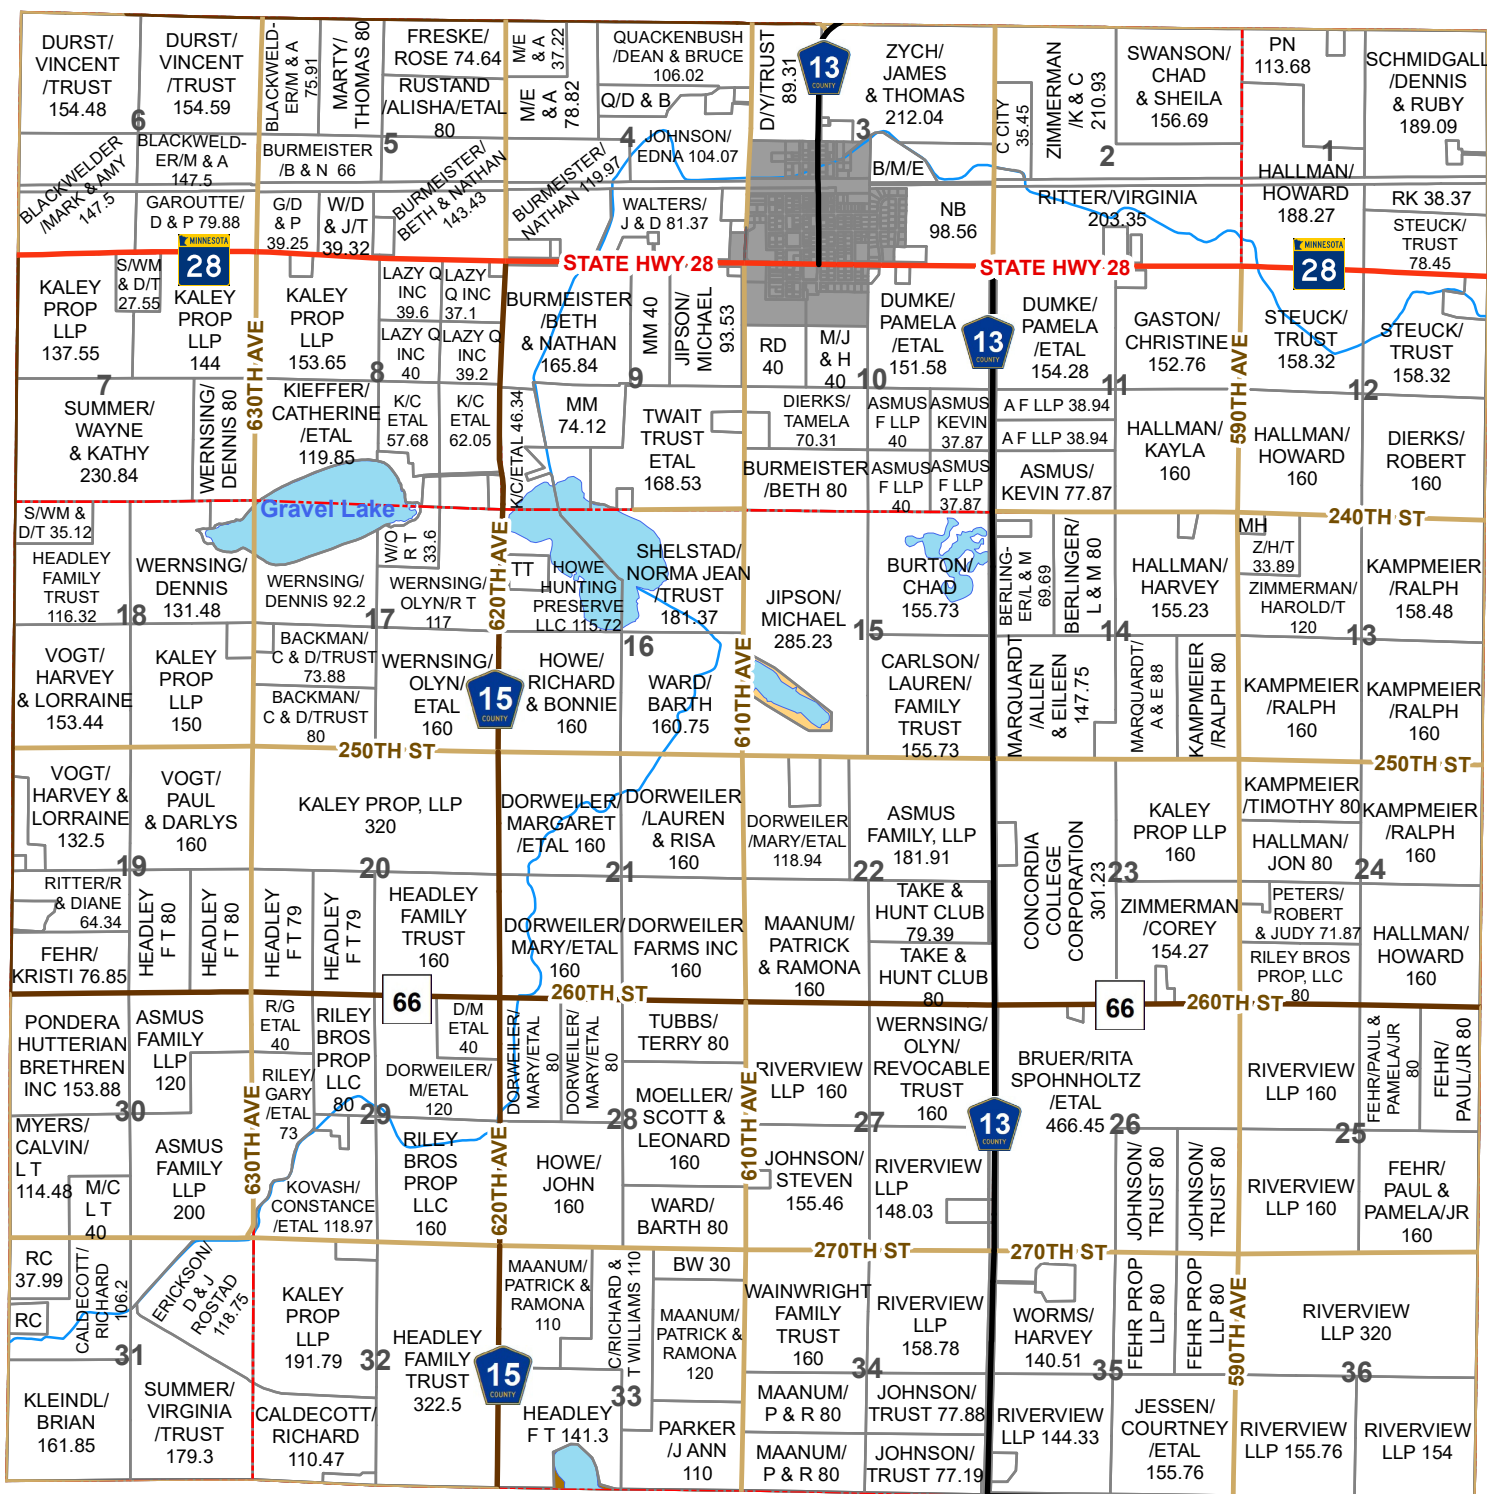 DURST/
VINCENT
/TRUST
154.48
DURST/
VINCENT
/TRUST
154.59
6
BLACKWELD-
ER/M & A
75.91
MARTY/
THOMAS 80
FRESKE/
ROSE 74.64
RUSTAND
/ALISHA/ETAL
80
M/E
& A
37.22
M/E
& A
78.82
QUACKENBUSH
/DEAN & BRUCE
106.02
Q/D & B
D/Y/TRUST
89.31
13
COUNTY
ZYCH/
JAMES
& THOMAS
212.04
C CITY
35.45
ZIMMERMAN
/K & C
210.93
SWANSON/
CHAD
& SHEILA
156.69
PN
113.68
SCHMIDGALL
/DENNIS
& RUBY
189.09
BLACKWELDER
/MARK & AMY
147.5
BLACKWELD-
ER/M & A
147.5
BURMEISTER
/B & N 66
5
BURMEISTER/
BETH & NATHAN
143.43
BURMEISTER/
NATHAN 119.97
4
JOHNSON/
EDNA 104.07
3
B/M/E
2
1
GAROUTTE/
D & P 79.88
G/D
& P
39.25
W/D
& J/T
39.32
WALTERS/
J & D 81.37
NB
98.56
RITTER/VIRGINIA
203.35
HALLMAN/
HOWARD
188.27
RK 38.37
STEUCK/
TRUST
78.45
MINNESOTA
28
STATE HWY 28
STATE HWY 28
MINNESOTA
28
KALEY
PROP
LLP
137.55
S/WM
& D/T
27.55
KALEY
PROP
LLP
144
630TH AVE
KALEY
PROP
LLP
153.65
LAZY Q
INC
39.6
LAZY
Q INC
37.1
LAZY Q
INC
40
LAZY Q
INC
39.2
BURMEISTER
/BETH
& NATHAN
165.84
MM 40
JIPSON/
MICHAEL
93.53
RD
40
M/J
& H
40
DUMKE/
PAMELA
/ETAL
151.58
13
COUNTY
DUMKE/
PAMELA
/ETAL
154.28
GASTON/
CHRISTINE
152.76
590TH AVE
STEUCK/
TRUST
158.32
STEUCK/
TRUST
158.32
7
8
9
10
11
12
SUMMER/
WAYNE
& KATHY
230.84
WERNSING/
DENNIS 80
KIEFFER/
CATHERINE
/ETAL
119.85
K/C
ETAL
57.68
K/C
ETAL
62.05
K/C/ETAL 46.34
MM
74.12
TWAIT
TRUST
ETAL
168.53
DIERKS/
TAMELA
70.31
BURMEISTER
/BETH 80
ASMUS
F LLP
40
ASMUS
KEVIN
37.87
ASMUS
F LLP
40
ASMUS
F LLP
37.87
A F LLP 38.94
A F LLP 38.94
ASMUS/
KEVIN 77.87
HALLMAN/
KAYLA
160
HALLMAN/
HOWARD
160
DIERKS/
ROBERT
160
Gravel Lake
240TH ST
S/WM &
D/T 35.12
HEADLEY
FAMILY
TRUST
116.32
WERNSING/
DENNIS
131.48
WERNSING/
DENNIS 92.2
W/O
R T
33.6
WERNSING/
OLYN/R T
117
620TH AVE
TT
HOWE
HUNTING
PRESERVE
LLC 115.72
SHELSTAD/
NORMA JEAN
/TRUST
181.37
JIPSON/
MICHAEL
285.23
BURTON/
CHAD
155.73
BERLING-
ER/L & M
69.69
BERLINGER/
L & M 80
HALLMAN/
HARVEY
155.23
MH
Z/H/T
33.89
ZIMMERMAN/
HAROLD/T
120
KAMPMEIER
/RALPH
158.48
18
17
16
15
14
13
VOGT/
HARVEY
& LORRAINE
153.44
KALEY
PROP
LLP
150
BACKMAN/
C & D/TRUST
73.88
BACKMAN/
C & D/TRUST
80
WERNSING/
OLYN/
ETAL
160
15
COUNTY
HOWE/
RICHARD
& BONNIE
160
WARD/
BARTH
160.75
610TH AVE
CARLSON/
LAUREN/
FAMILY
TRUST
155.73
MARQUARDT
/ALLEN
& EILEEN
147.75
MARQUARDT/
A & E 88
KAMPMEIER
/RALPH 80
KAMPMEIER
/RALPH
160
KAMPMEIER
/RALPH
160
250TH ST
250TH ST
VOGT/
HARVEY &
LORRAINE
132.5
VOGT/
PAUL
& DARLYS
160
KALEY PROP, LLP
320
DORWEILER/
MARGARET
/ETAL 160
DORWEILER
/LAUREN
& RISA
160
DORWEILER
/MARY/ETAL
118.94
ASMUS
FAMILY, LLP
181.91
CONCORDIA
COLLEGE
CORPORATION
301.23
KALEY
PROP LLP
160
KAMPMEIER
/TIMOTHY 80
HALLMAN/
JON 80
KAMPMEIER
/RALPH
160
19
20
21
22
23
24
RITTER/R
& DIANE
64.34
FEHR/
KRISTI 76.85
HEADLEY
F T 80
HEADLEY
F T 80
HEADLEY
F T 79
HEADLEY
F T 79
HEADLEY
FAMILY
TRUST
160
DORWEILER/
MARY/ETAL
160
DORWEILER
FARMS INC
160
MAANUM/
PATRICK
& RAMONA
160
TAKE &
HUNT CLUB
79.39
TAKE &
HUNT CLUB
80
ZIMMERMAN
/COREY
154.27
PETERS/
ROBERT
& JUDY 71.87
RILEY BROS
PROP, LLC
80
HALLMAN/
HOWARD
160
66
260TH ST
66
260TH ST
PONDERA
HUTTERIAN
BRETHREN
INC 153.88
ASMUS
FAMILY
LLP
120
R/G
ETAL
40
RILEY/
GARY
/ETAL
73
RILEY
BROS
PROP
LLC
80
D/M
ETAL
40
DORWEILER/
M/ETAL
120
DORWEILER/
MARY/ETAL
80
DORWEILER/
MARY/ETAL
80
TUBBS/
TERRY 80
MOELLER/
SCOTT &
LEONARD
160
610TH AVE
RIVERVIEW
LLP 160
WERNSING/
OLYN/
REVOCABLE
TRUST
160
13
COUNTY
BRUER/RITA
SPOHNHOLTZ
/ETAL
466.45
RIVERVIEW
LLP 160
FEHR/PAUL &
PAMELA/JR
80
FEHR/
PAUL/JR 80
30
29
28
27
26
25
MYERS/
CALVIN/
L T
114.48
M/C
L T
40
ASMUS
FAMILY
LLP
200
630TH AVE
KOVASH/
CONSTANCE
/ETAL 118.97
RILEY
BROS
PROP
LLC
160
620TH AVE
HOWE/
JOHN
160
WARD/
BARTH 80
JOHNSON/
STEVEN
155.46
RIVERVIEW
LLP
148.03
JOHNSON/
TRUST 80
JOHNSON/
TRUST 80
RIVERVIEW
LLP 160
FEHR/
PAUL &
PAMELA/JR
160
270TH ST
270TH ST
RC
37.99
RC
CALDECOTT/
RICHARD
106.2
ERICKSON/
D & J
ROSTAD
118.75
KALEY
PROP
LLP
191.79
HEADLEY
FAMILY
TRUST
322.5
MAANUM/
PATRICK &
RAMONA
110
C/RICHARD &
T WILLIAMS 110
BW 30
MAANUM/
PATRICK &
RAMONA
120
WAINWRIGHT
FAMILY
TRUST
160
RIVERVIEW
LLP
158.78
WORMS/
HARVEY
140.51
FEHR PROP
LLP 80
FEHR PROP
LLP 80
590TH AVE
RIVERVIEW
LLP 320
31
32
15
COUNTY
33
34
35
36
KLEINDL/
BRIAN
161.85
SUMMER/
VIRGINIA
/TRUST
179.3
CALDECOTT/
RICHARD
110.47
HEADLEY
F T 141.3
PARKER
/J ANN
110
MAANUM/
P & R 80
MAANUM/
P & R 80
JOHNSON/
TRUST 77.88
JOHNSON/
TRUST 77.19
RIVERVIEW
LLP 144.33
JESSEN/
COURTNEY
/ETAL
155.76
RIVERVIEW
LLP 155.76
RIVERVIEW
LLP 154